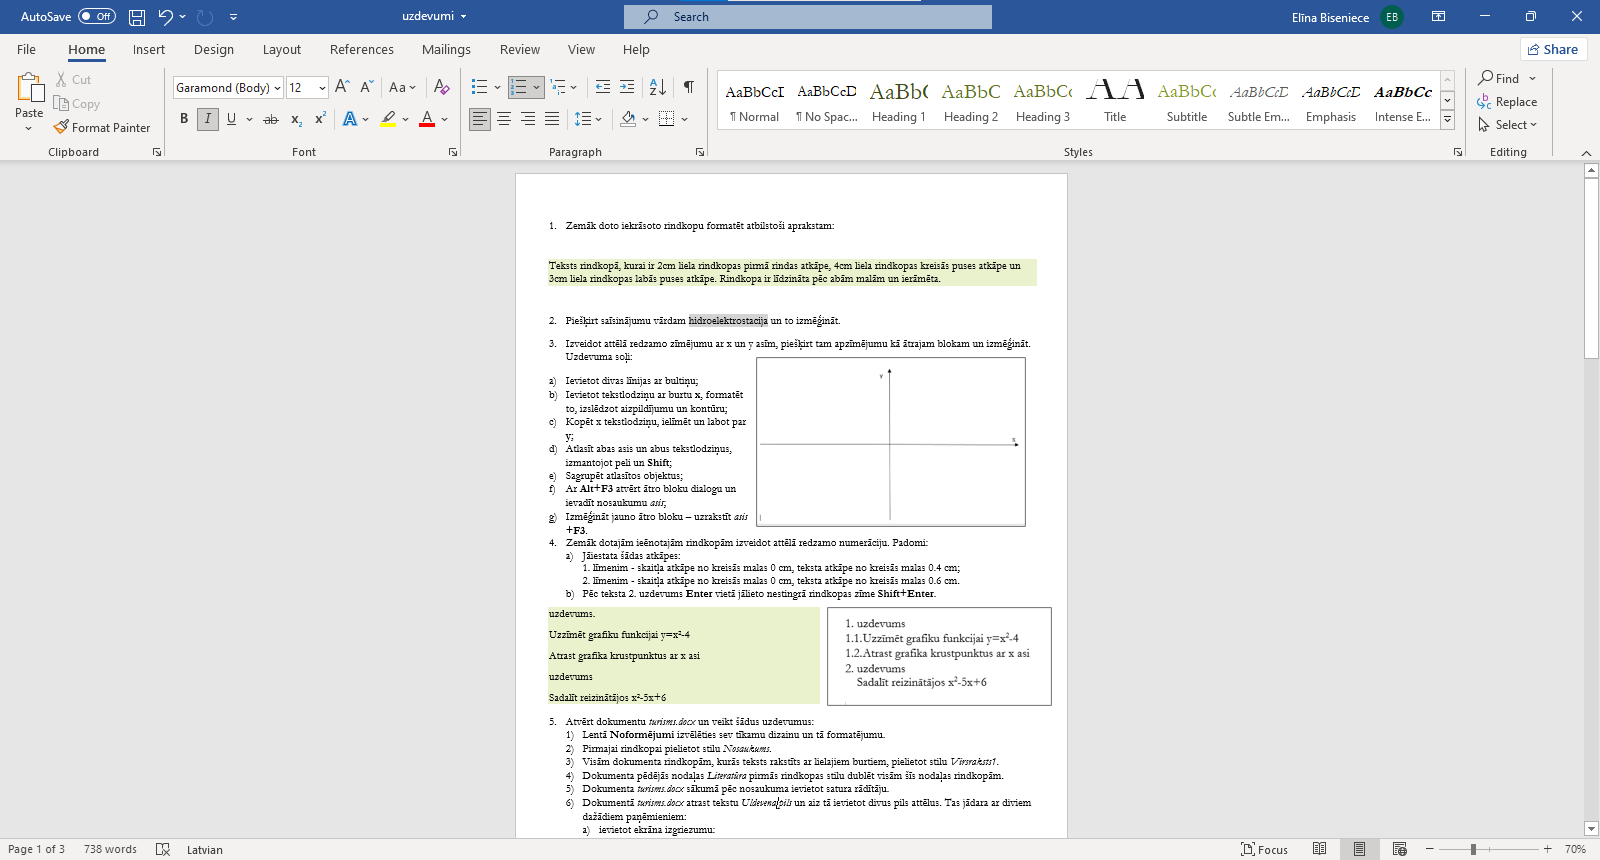 AutoSave Off uzdevumi Search Elīna Biseniece EB
File Home Insert Design Layout References Mailings Review View Help Share
Paste Cut Copy Format Painter
Clipboard
Garamond (Body) 12 Aa
B I U ab x₂ x² A A A
Font
Paragraph
AaBbCcI AaBbCcD AaBbC AaBbC AaBbCc AA AaBbCc AaBbCcD AaBbCcD AaBbCc
¶ Normal ¶ No Spac... Heading 1 Heading 2 Heading 3 Title Subtitle Subtle Em... Emphasis Intense E...
Styles
Find
Replace
Select
Editing
1. Zemāk doto iekrāsoto rindkopu formatēt atbilstoši aprakstam:
Teksts rindkopā, kurai ir 2cm liela rindkopas pirmā rindas atkāpe, 4cm liela rindkopas kreisās puses atkāpe un
3cm liela rindkopas labās puses atkāpe. Rindkopa ir līdzināta pēc abām malām un ierāmēta.
2. Piešķirt saīsinājumu vārdam hidroelektrostacija un to izmēģināt.
3. Izveidot attēlā redzamo zīmējumu ar x un y asīm, piešķirt tam apzīmējumu kā ātrajam blokam un izmēģināt.
Uzdevuma soļi:
a) Ievietot divas līnijas ar bultiņu;
b) Ievietot tekstlodziņu ar burtu x, formatēt
to, izslēdzot aizpildījumu un kontūru;
c) Kopēt x tekstlodziņu, ielīmēt un labot par
y;
d) Atlasīt abas asis un abus tekstlodziņus,
izmantojot peli un Shift;
e) Sagrupēt atlasītos objektus;
f) Ar Alt+F3 atvērt ātro bloku dialogu un
ievadīt nosaukumu asis;
g) Izmēģināt jauno ātro bloku – uzrakstīt asis
+F3.
y
x
4. Zemāk dotajām ieēnotajām rindkopām izveidot attēlā redzamo numerāciju. Padomi:
a) Jāiestata šādas atkāpes:
1. līmenim - skaitļa atkāpe no kreisās malas 0 cm, teksta atkāpe no kreisās malas 0.4 cm;
2. līmenim - skaitļa atkāpe no kreisās malas 0 cm, teksta atkāpe no kreisās malas 0.6 cm.
b) Pēc teksta 2. uzdevums Enter vietā jālieto nestingrā rindkopas zīme Shift+Enter.
uzdevums.
Uzzīmēt grafiku funkcijai y=x²-4
Atrast grafika krustpunktus ar x asi
uzdevums
Sadalīt reizinātājos x²-5x+6
1. uzdevums
1.1.Uzzīmēt grafiku funkcijai y=x²-4
1.2.Atrast grafika krustpunktus ar x asi
2. uzdevums
Sadalīt reizinātājos x²-5x+6
5. Atvērt dokumentu turisms.docx un veikt šādus uzdevumus:
1) Lentā Noformējumi izvēlēties sev tīkamu dizainu un tā formatējumu.
2) Pirmajai rindkopai pielietot stilu Nosaukums.
3) Visām dokumenta rindkopām, kurās teksts rakstīts ar lielajiem burtiem, pielietot stilu Virsraksts1.
4) Dokumenta pēdējās nodaļas Literatūra pirmās rindkopas stilu dublēt visām šīs nodaļas rindkopām.
5) Dokumenta turisms.docx sākumā pēc nosaukuma ievietot satura rādītāju.
6) Dokumentā turisms.docx atrast tekstu Uldevena pils un aiz tā ievietot divus pils attēlus. Tas jādara ar diviem
dažādiem paņēmieniem:
a) ievietot ekrāna izgriezumu:
Page 1 of 3 738 words Latvian Focus 70%